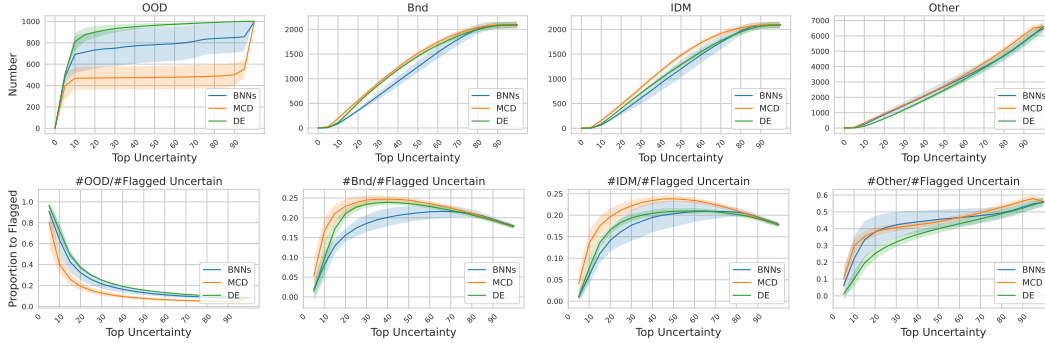 OOD
Number
1000
800
600
400
200
0
BNNs
MCD
DE
0 10 20 30 40 50 60 70 80 90
Top Uncertainty
Bnd
2000
1500
1000
500
0
BNNs
MCD
DE
0 10 20 30 40 50 60 70 80 90
Top Uncertainty
IDM
2000
1500
1000
500
0
BNNs
MCD
DE
0 10 20 30 40 50 60 70 80 90
Top Uncertainty
Other
7000
6000
5000
4000
3000
2000
1000
0
BNNs
MCD
DE
0 10 20 30 40 50 60 70 80 90
Top Uncertainty
#OOD/#Flagged Uncertain
Proportion to Flagged
1.0
0.8
0.6
0.4
0.2
0.0
BNNs
MCD
DE
0 10 20 30 40 50 60 70 80 90
Top Uncertainty
#Bnd/#Flagged Uncertain
0.25
0.20
0.15
0.10
0.05
0.00
BNNs
MCD
DE
0 10 20 30 40 50 60 70 80 90
Top Uncertainty
#IDM/#Flagged Uncertain
0.25
0.20
0.15
0.10
0.05
0.00
BNNs
MCD
DE
0 10 20 30 40 50 60 70 80 90
Top Uncertainty
#Other/#Flagged Uncertain
0.6
0.5
0.4
0.3
0.2
0.1
0.0
BNNs
MCD
DE
0 10 20 30 40 50 60 70 80 90
Top Uncertainty